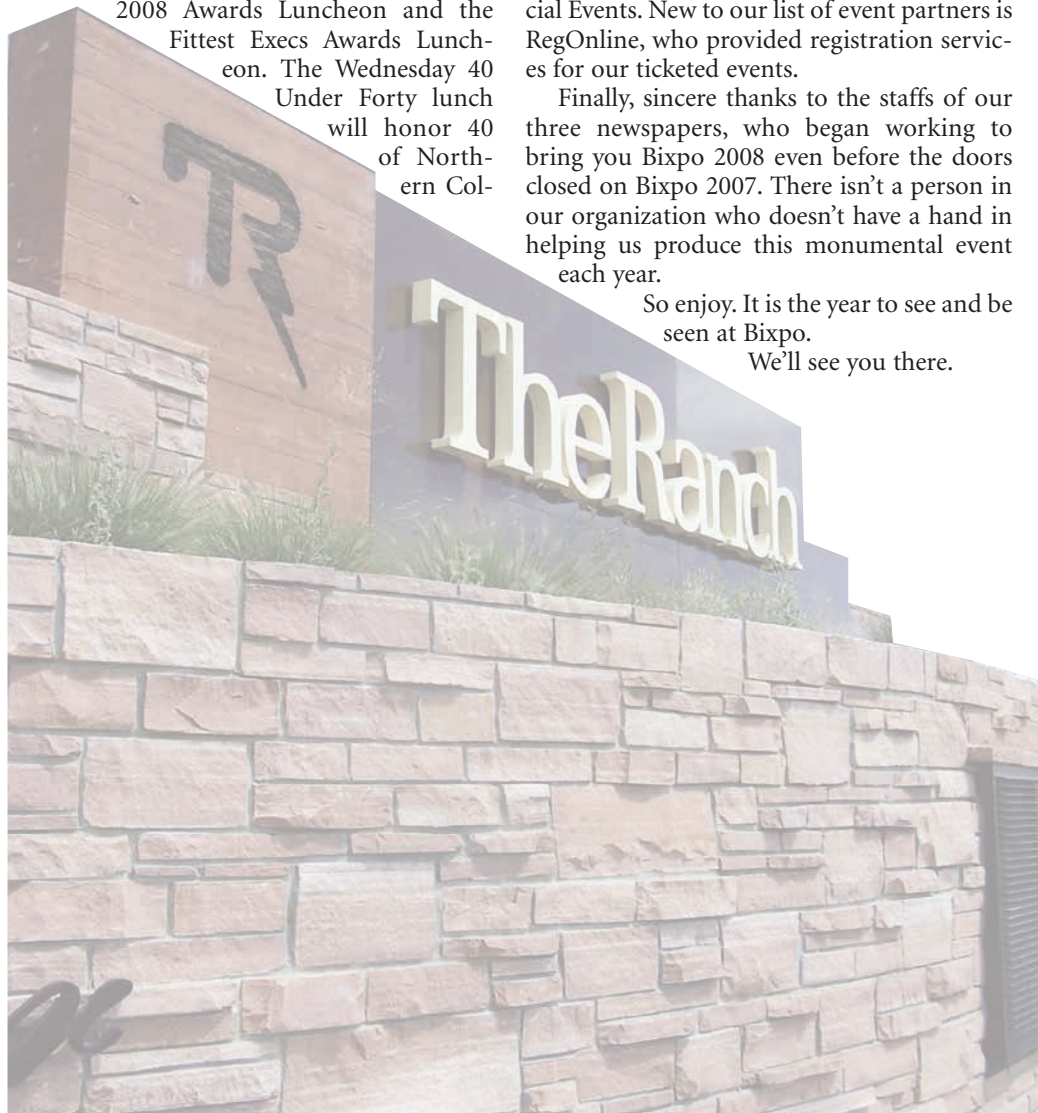 2008 Awards Luncheon and the
Fittest Execs Awards Lunch-
eon. The Wednesday 40
Under Forty lunch
will honor 40
of North-
ern Col-
cial Events. New to our list of event partners is
RegOnline, who provided registration servic-
es for our ticketed events.
Finally, sincere thanks to the staffs of our
three newspapers, who began working to
bring you Bixpo 2008 even before the doors
closed on Bixpo 2007. There isn’t a person in
our organization who doesn’t have a hand in
helping us produce this monumental event
each year.
So enjoy. It is the year to see and be
seen at Bixpo.
We’ll see you there.
TR
TheRanch